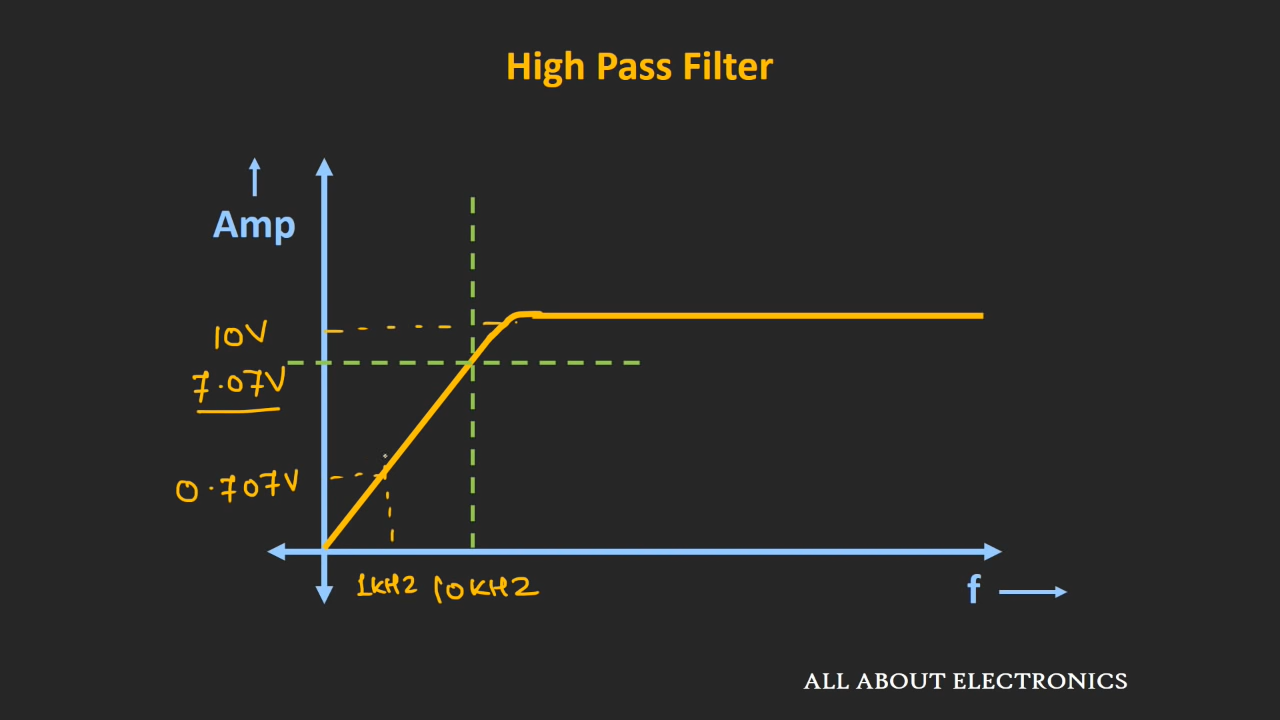 High Pass Filter
Amp
10V
7.07V
0.707V
1KHZ 10KHZ
f
ALL ABOUT ELECTRONICS